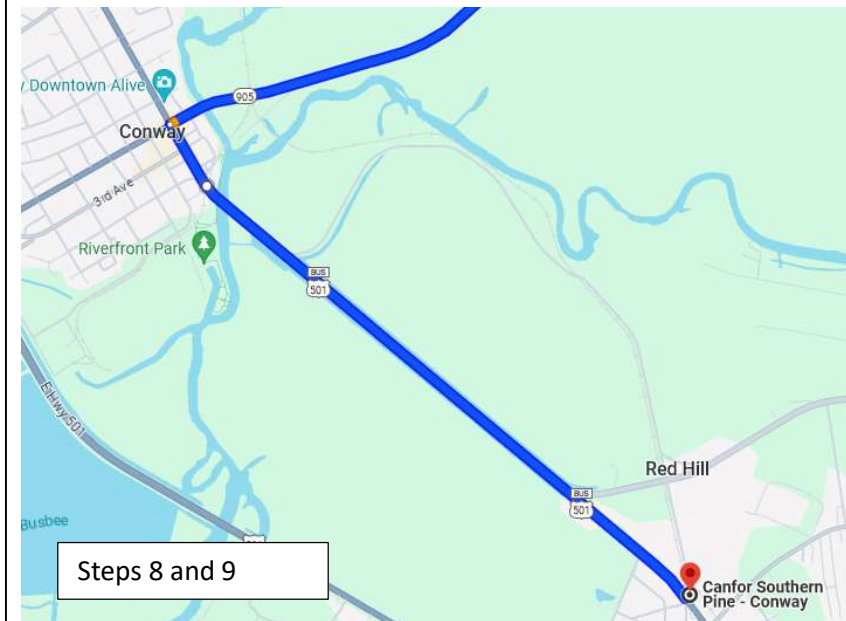 y Downtown Alive
905
Conway
3rd Ave
Riverfront Park
BUS
501
E Hwy 501
Red Hill
BUS
501
Busbee
Steps 8 and 9
Canfor Southern
Pine - Conway